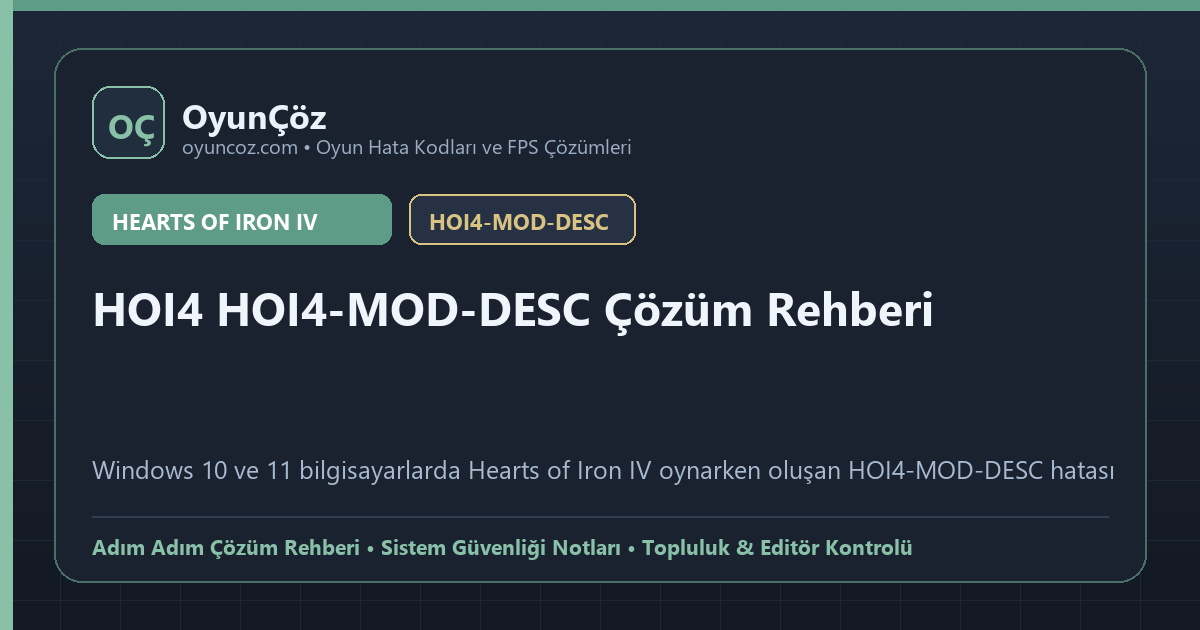 OÇ
OyunÇöz
oyuncoz.com • Oyun Hata Kodları ve FPS Çözümleri
HEARTS OF IRON IV
HOI4-MOD-DESC
HOI4 HOI4-MOD-DESC Çözüm Rehberi
Windows 10 ve 11 bilgisayarlarda Hearts of Iron IV oynarken oluşan HOI4-MOD-DESC hatası
Adım Adım Çözüm Rehberi • Sistem Güvenliği Notları • Topluluk & Editör Kontrolü